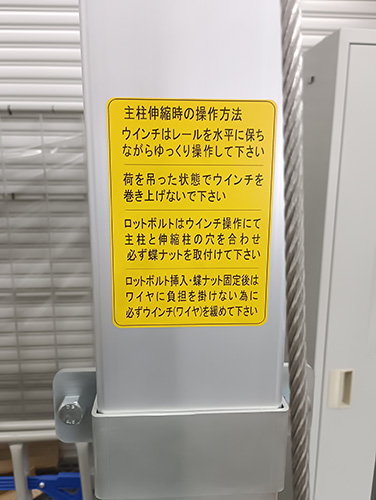 主柱伸縮時の操作方法
ウインチはレールを水平に保ち
ながらゆっくり操作して下さい
荷を吊った状態でウインチを
巻き上げないで下さい
ロットボルトはウインチ操作にて
主柱と伸縮柱の穴を合わせ
必ず蝶ナットを取付けて下さい
ロットボルト挿入・蝶ナット固定後は
ワイヤに負担を掛けない為に
必ずウインチ(ワイヤ)を緩めて下さい